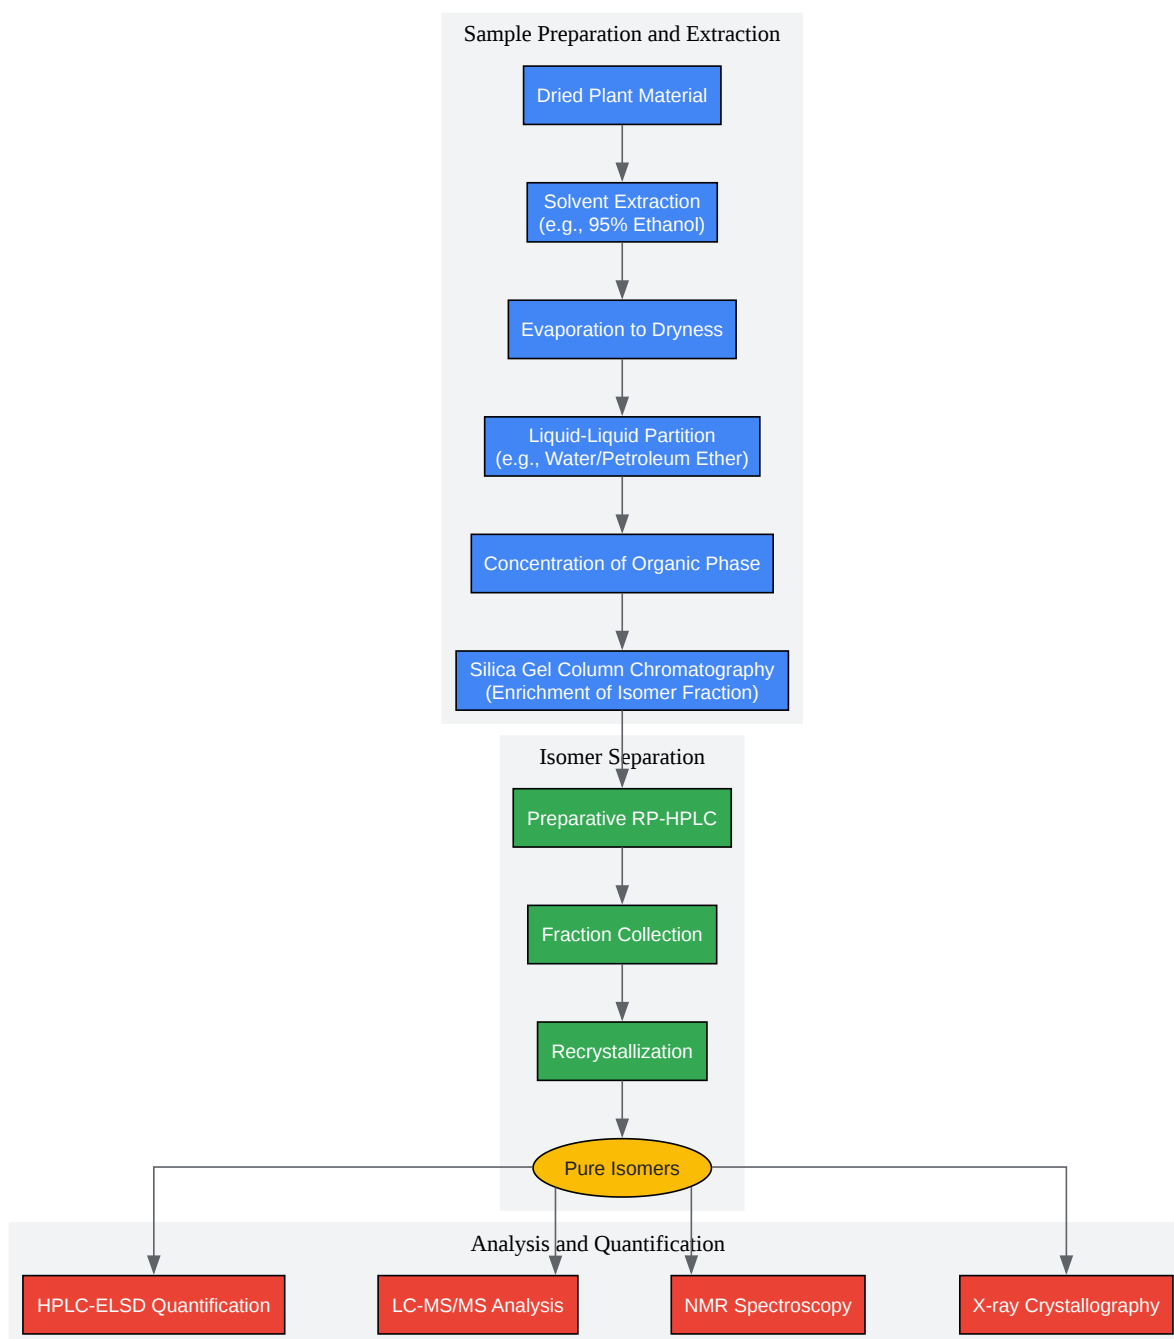 Sample Preparation and Extraction
Dried Plant Material
Solvent Extraction
(e.g., 95% Ethanol)
Evaporation to Dryness
Liquid-Liquid Partition
(e.g., Water/Petroleum Ether)
Concentration of Organic Phase
Silica Gel Column Chromatography
(Enrichment of Isomer Fraction)
Isomer Separation
Preparative RP-HPLC
Fraction Collection
Recrystallization
Pure Isomers
Analysis and Quantification
HPLC-ELSD Quantification
LC-MS/MS Analysis
NMR Spectroscopy
X-ray Crystallography